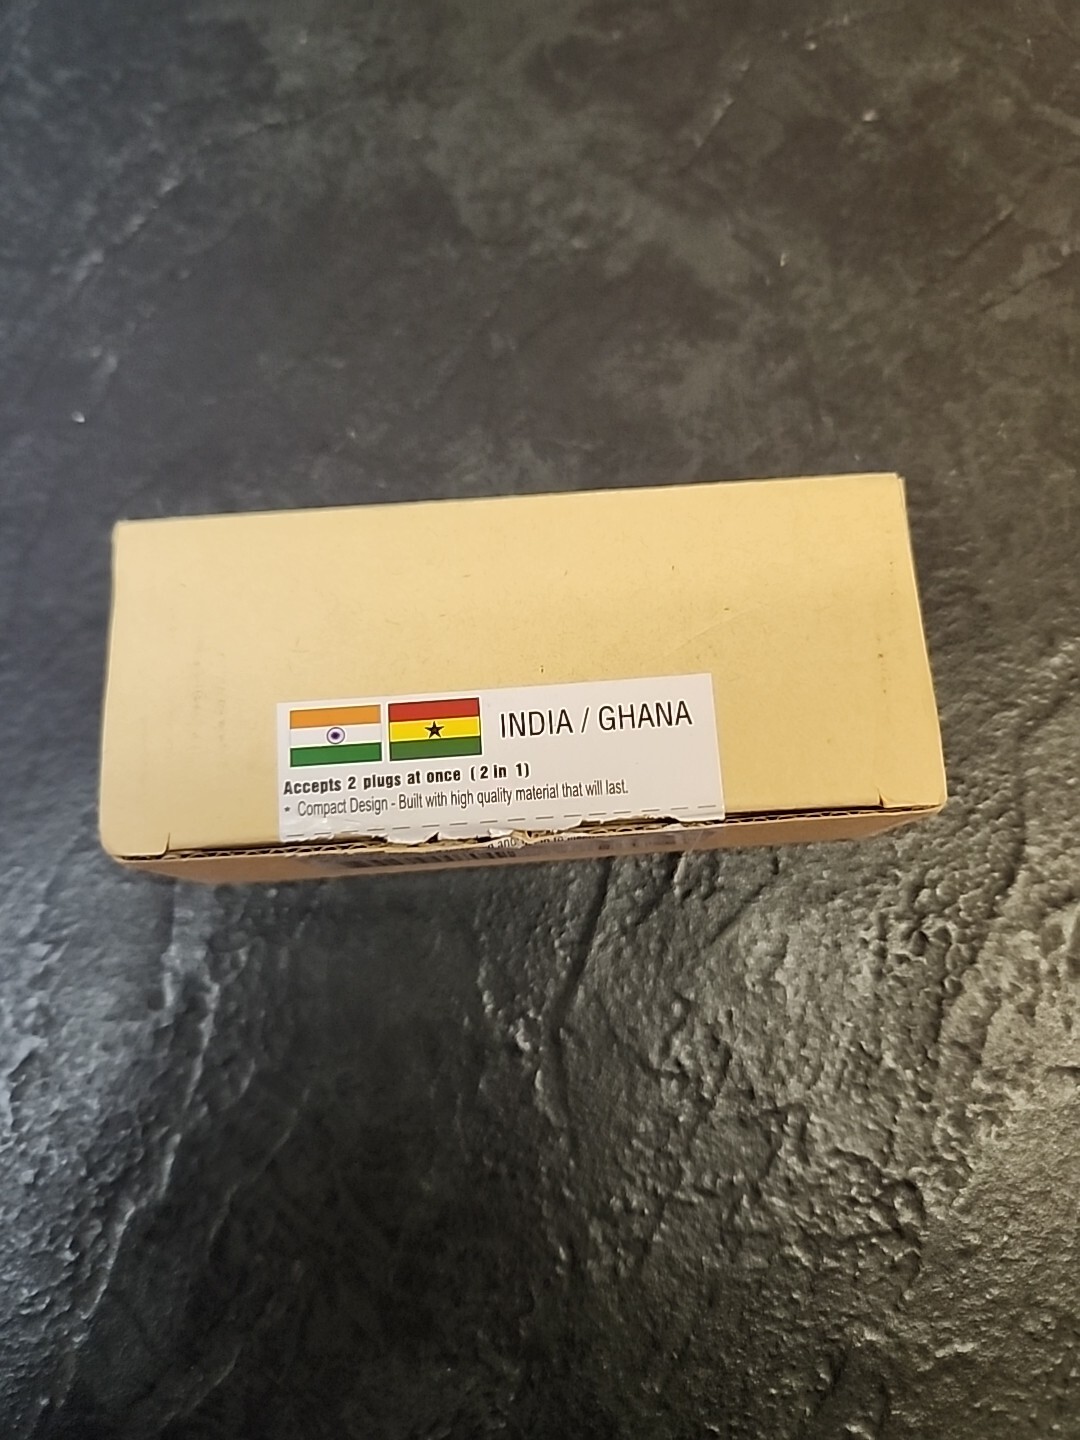 INDIA / GHANA
Accepts 2 plugs at once ( 2 in 1)
* Compact Design - Built with high quality material that will last.